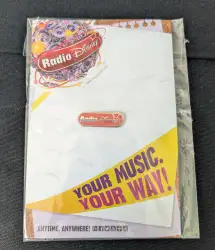 Radio Disney
Radio Disney
YOUR MUSIC.
YOUR WAY!
ANYTIME. ANYWHERE!